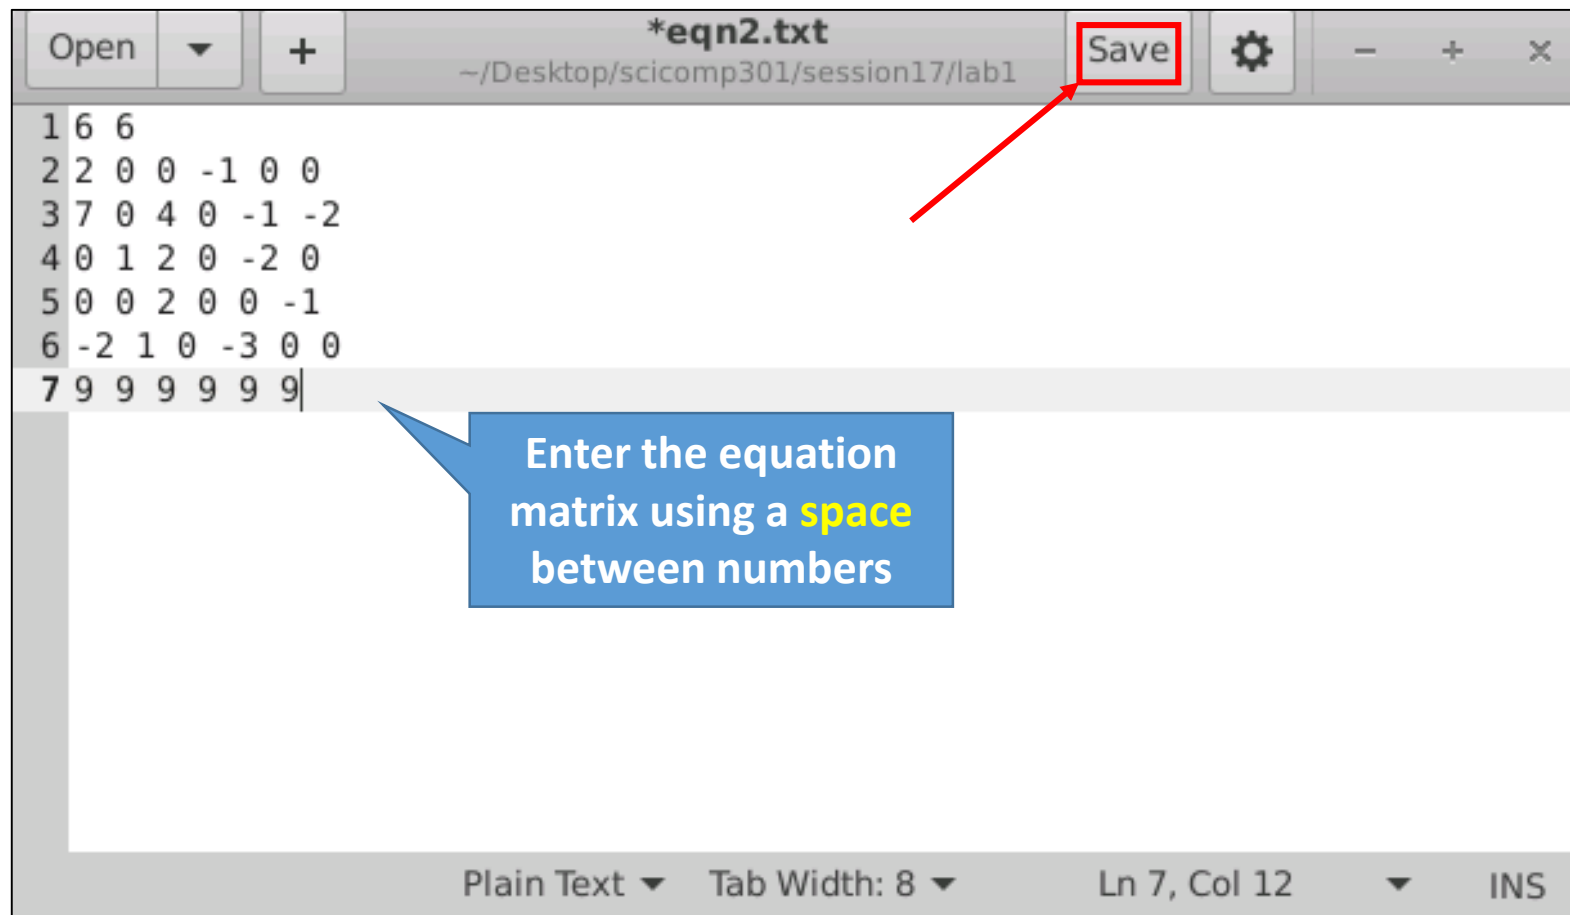 Open
*eqn2.txt
~/Desktop/scicomp301/session17/lab1
Save
1 6 6
2 2 0 0 -1 0 0
3 7 0 4 0 -1 -2
4 0 1 2 0 -2 0
5 0 0 2 0 0 -1
6 -2 1 0 -3 0 0
7 9 9 9 9 9 9
Enter the equation
matrix using a space
between numbers
Plain Text Tab Width: 8 Ln 7, Col 12 INS